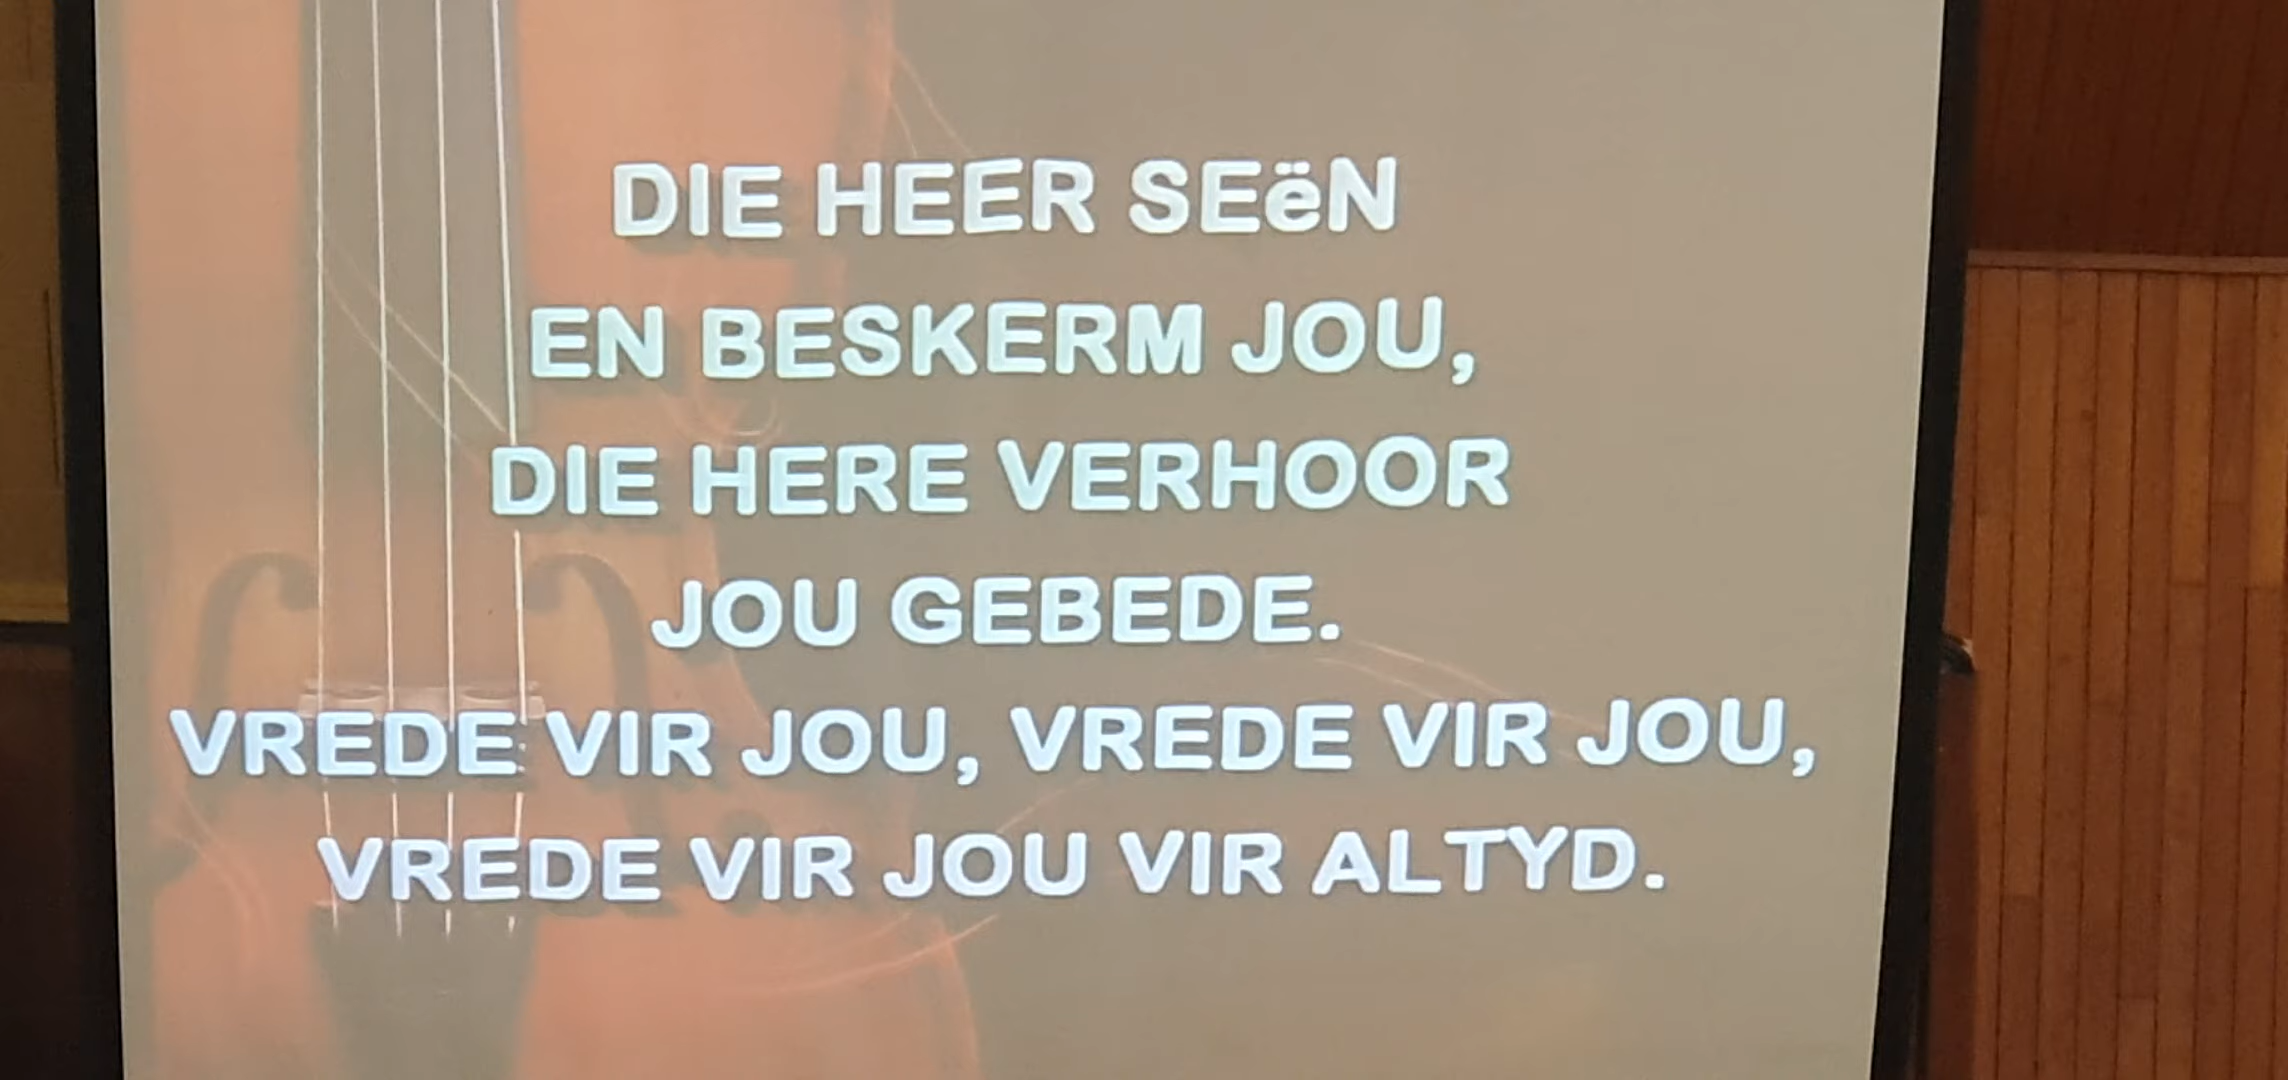 DIE HEER SEëN
EN BESKERM JOU,
DIE HERE VERHOOR
JOU GEBEDE.
VREDE VIR JOU, VREDE VIR JOU,
VREDE VIR JOU VIR ALTYD.